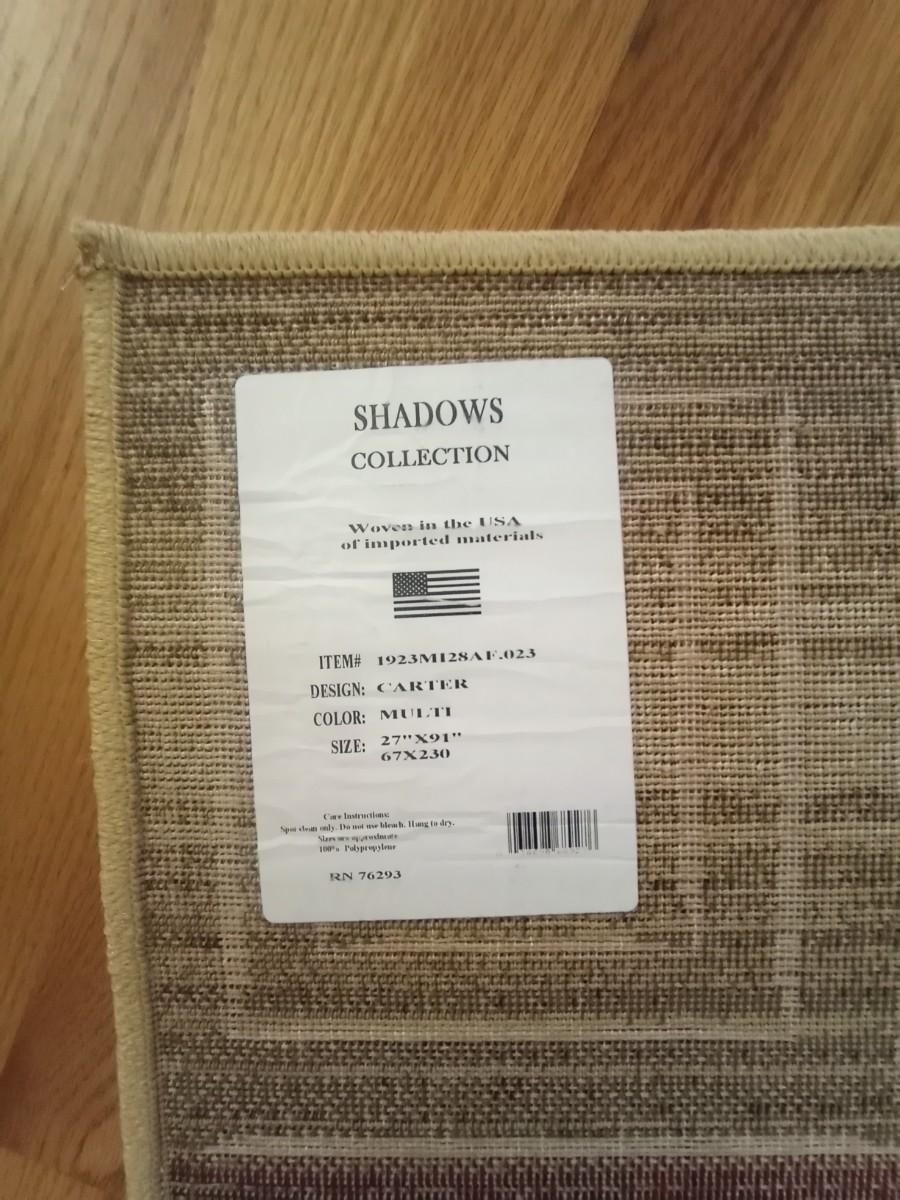 SHADOWS
COLLECTION
Woven in the USA
of imported materials
ITEM# 1923M128AF.023
DESIGN: CARTER
COLOR: MULTI
SIZE: 27"X91"
67X230
Care Instructions:
Spot clean only. Do not use bleach. Hang to dry.
Sizes are approximate
100% Polypropylene
RN 76293